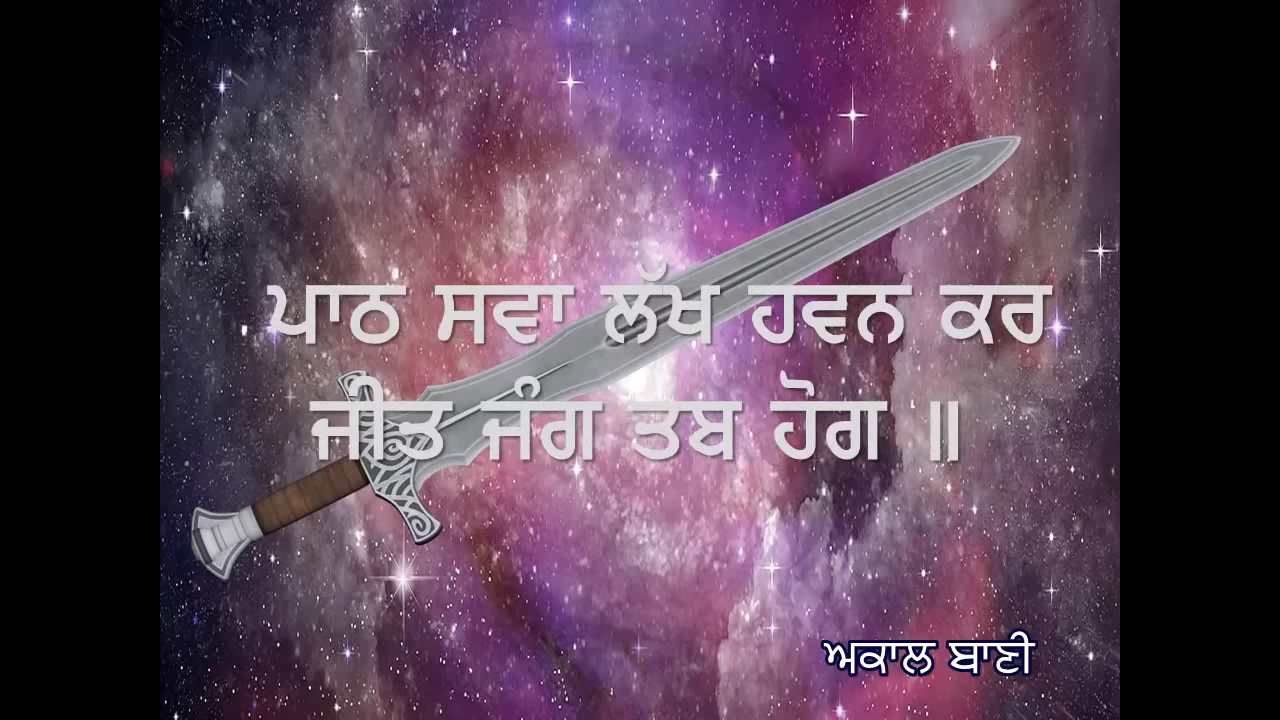 ਪਾਠ ਸਵਾ ਲੱਖ ਹਵਨ ਕਰ
ਜੀਤ ਜੰਗ ਤਬ ਹੋਗ ॥
ਅਕਾਲ ਬਾਣੀ